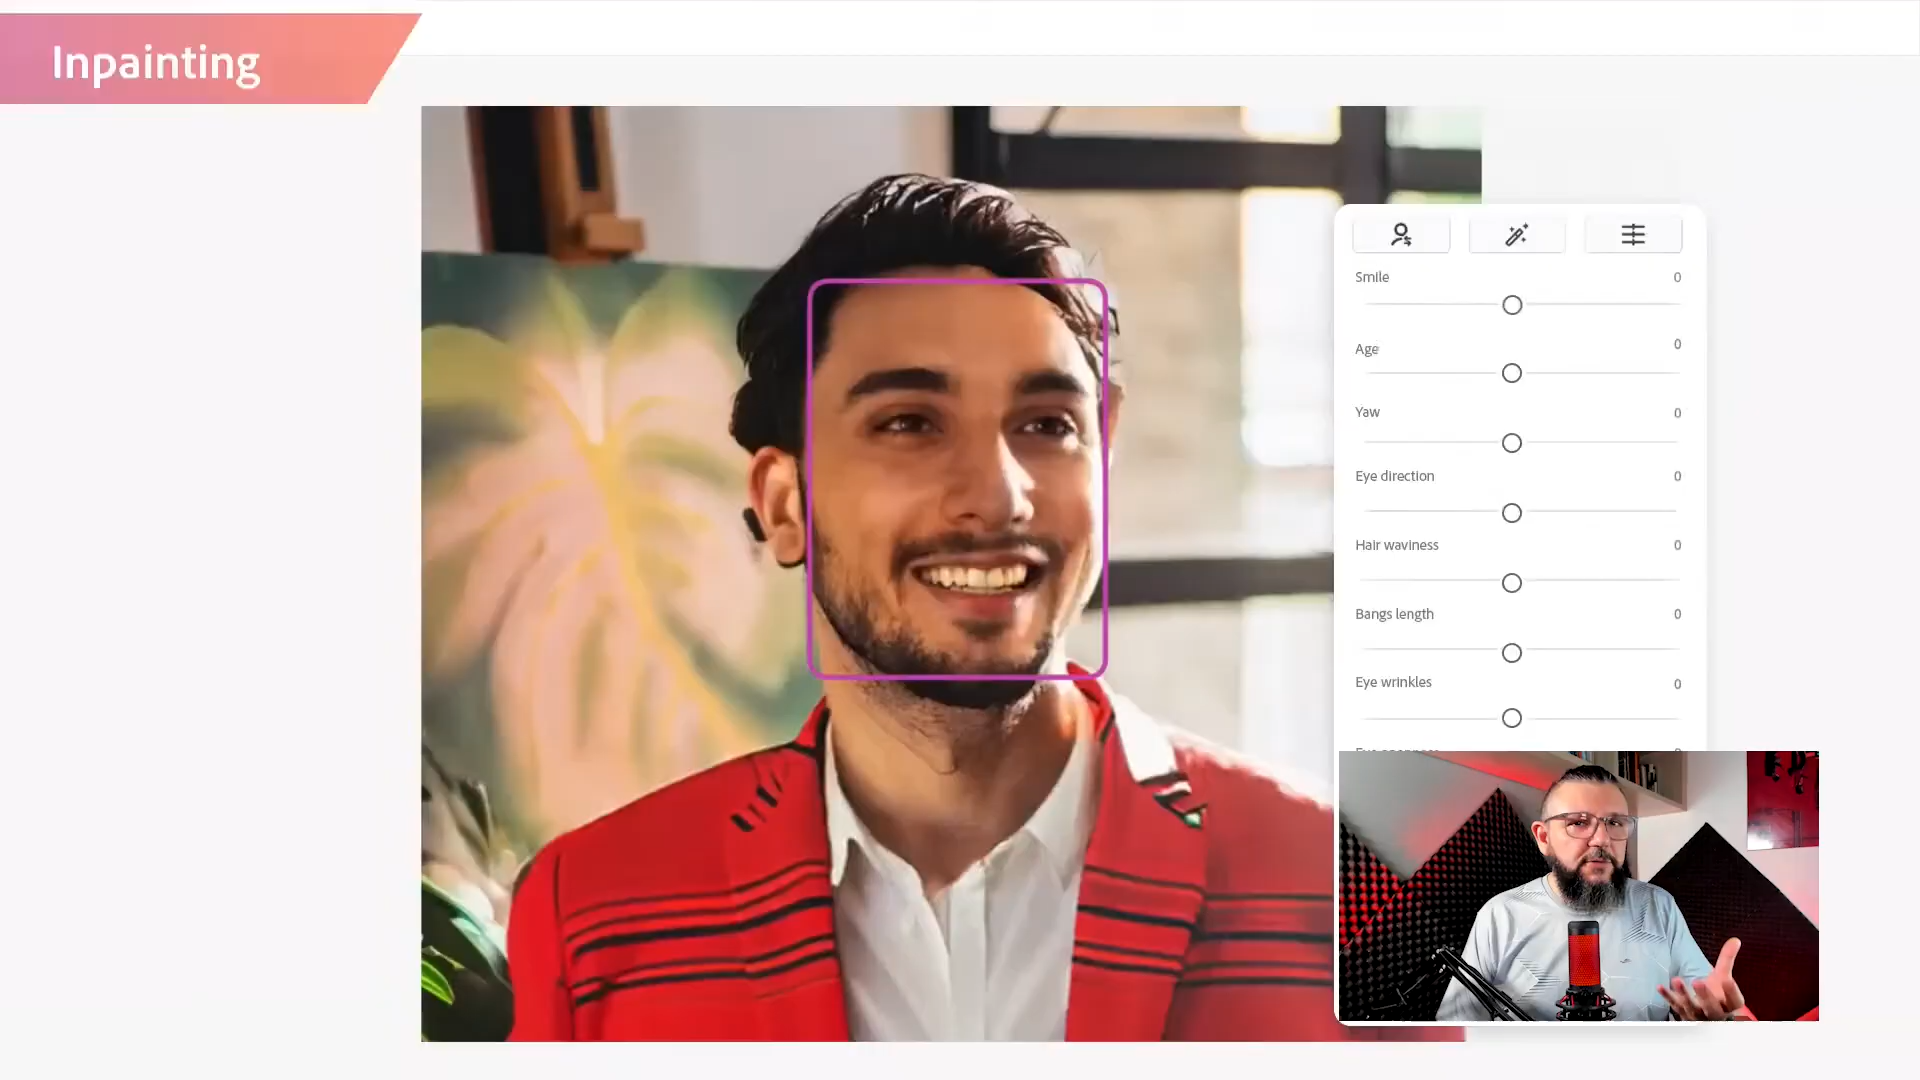 Inpainting
Smile 0
Age 0
Yaw 0
Eye direction 0
Hair waviness 0
Bangs length 0
Eye wrinkles 0